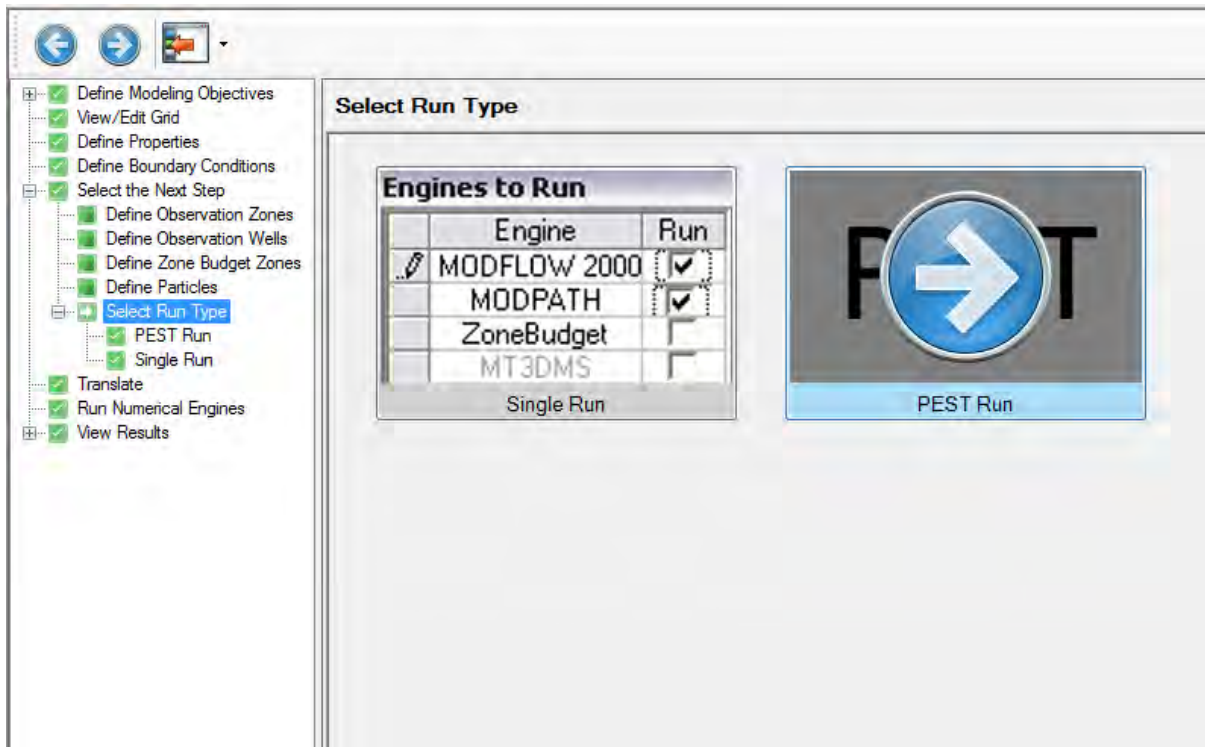 Define Modeling Objectives
View/Edit Grid
Define Properties
Define Boundary Conditions
Select the Next Step
Define Observation Zones
Define Observation Wells
Define Zone Budget Zones
Define Particles
Select Run Type
PEST Run
Single Run
Translate
Run Numerical Engines
View Results
Select Run Type
Engines to Run
Engine Run
MODFLOW 2000
MODPATH
ZoneBudget
MT3DMS
Single Run
PEST Run